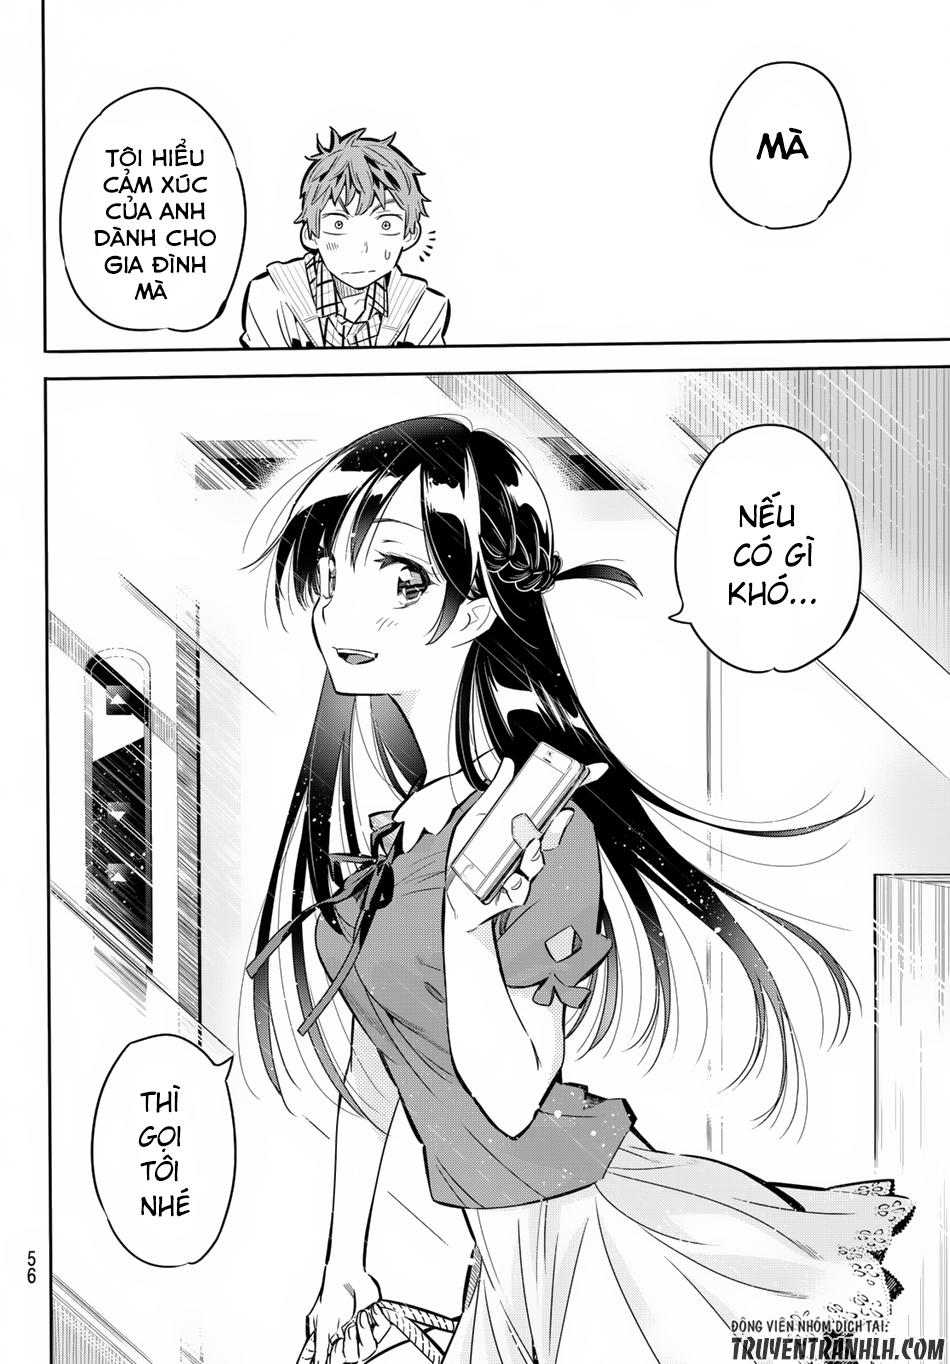 MÀ
TÔI HIỂU
CẢM XÚC
CỦA ANH
DÀNH CHO
GIA ĐÌNH
MÀ
NẾU
CÓ GÌ
KHÓ...
THÌ
GỌI
TÔI
NHÉ
56
ĐỘNG VIÊN NHÓM DỊCH TẠI:
TRUYENTRANHLH.COM